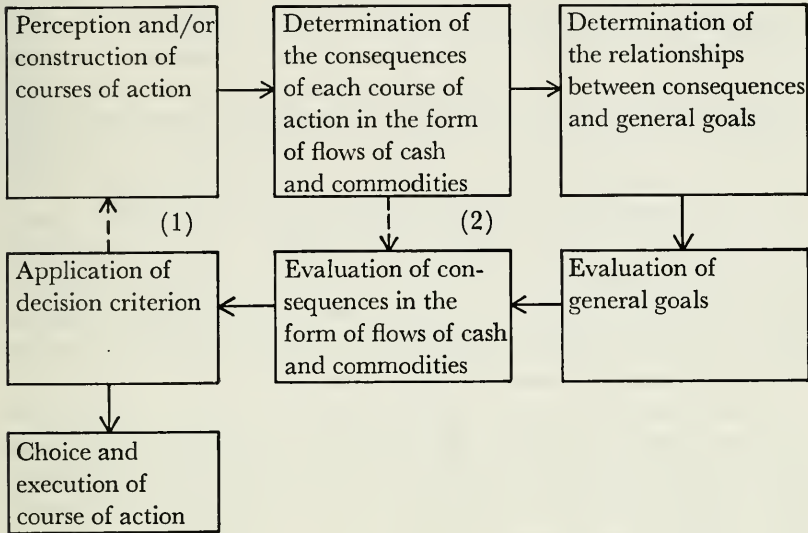 Perception and/or
construction of
courses of action
Determination of
the consequences
of each course of
action in the form
of flows of cash
and commodities
Determination of
the relationships
between consequences
and general goals
(1)
(2)
Application of
decision criterion
Evaluation of con-
sequences in the
form of flows of cash
and commodities
Evaluation of
general goals
Choice and
execution of
course of action